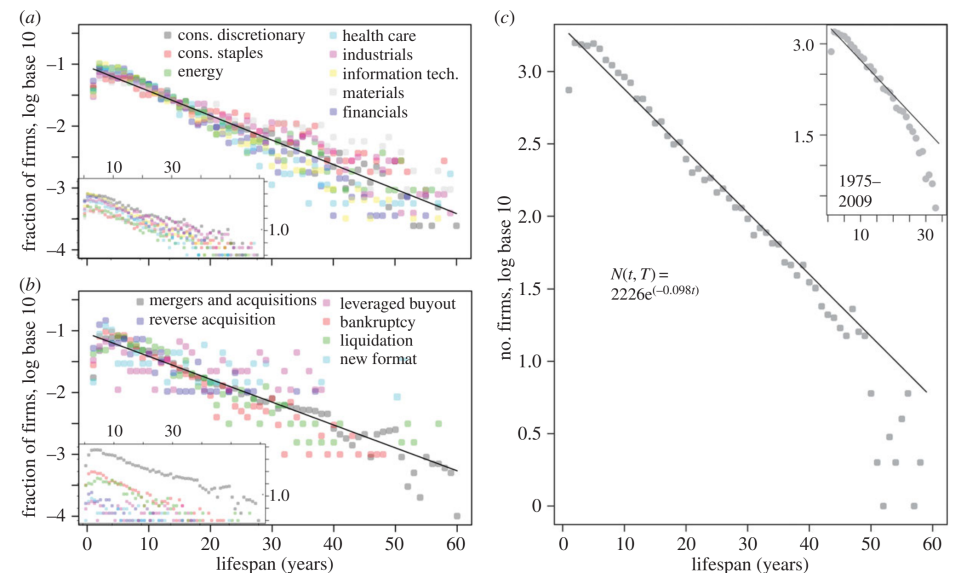 (a)
fraction of firms, log base 10
cons. discretionary
cons. staples
energy
health care
industrials
information tech.
materials
financials
–1
–2
–3
–4
10 30
1.0
(b)
fraction of firms, log base 10
mergers and acquisitions
reverse acquisition
leveraged buyout
bankruptcy
liquidation
new format
–1
–2
–3
–4
10 30
1.0
0 10 20 30 40 50 60
lifespan (years)
(c)
no. firms, log base 10
3.0
2.5
2.0
1.5
1.0
0.5
0
N(t, T) =
2226e(–0.098t)
3.0
1.5
1975–
2009
10 30
0 10 20 30 40 50 60
lifespan (years)